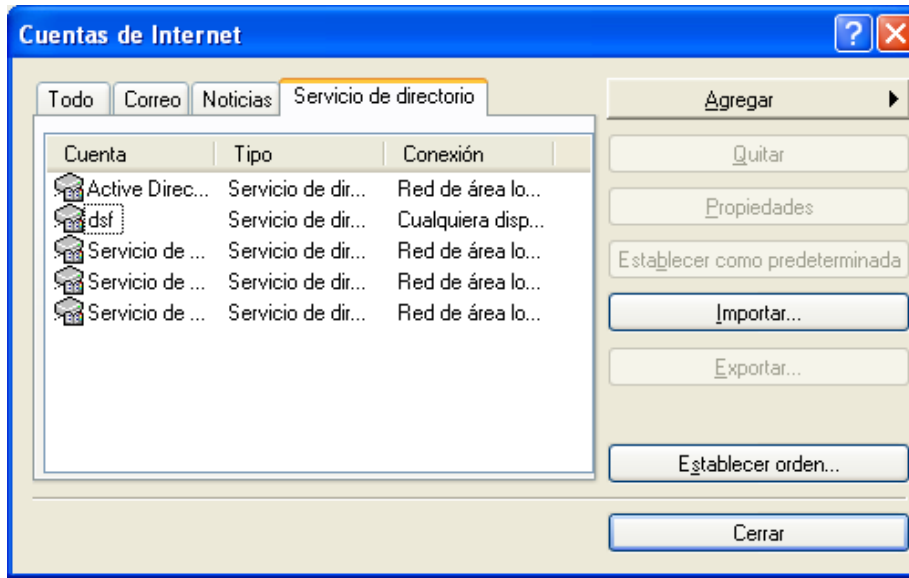 Cuentas de Internet
Todo Correo Noticias Servicio de directorio
Cuenta Tipo Conexión
Active Direc... Servicio de dir... Red de área lo...
dsf Servicio de dir... Cualquiera disp...
Servicio de ... Servicio de dir... Red de área lo...
Servicio de ... Servicio de dir... Red de área lo...
Servicio de ... Servicio de dir... Red de área lo...
Agregar
Quitar
Propiedades
Establecer como predeterminada
Importar...
Exportar...
Establecer orden...
Cerrar